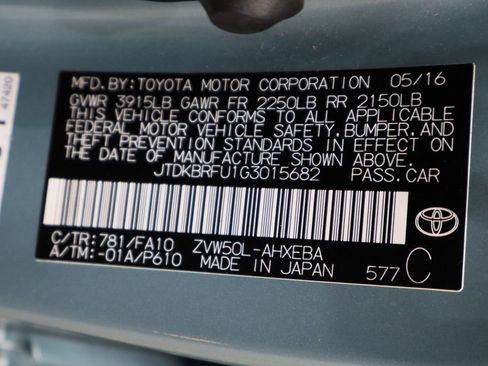 MFD.BY:TOYOTA MOTOR CORPORATION 05/16
GVWR 3915LB GAWR FR 2250LB RR 2150LB
THIS VEHICLE CONFORMS TO ALL APPLICABLE
FEDERAL MOTOR VEHICLE SAFETY,BUMPER,AND
THEFT PREVENTION STANDARDS IN EFFECT ON
THE DATE OF MANUFACTURE SHOWN ABOVE.
JTDKBRFU1G3015682 PASS.CAR
C/TR:781/FA10 ZVW50L-AHXEBA
A/TM:-01A/P610 MADE IN JAPAN 577 C
TOYOTA
47420